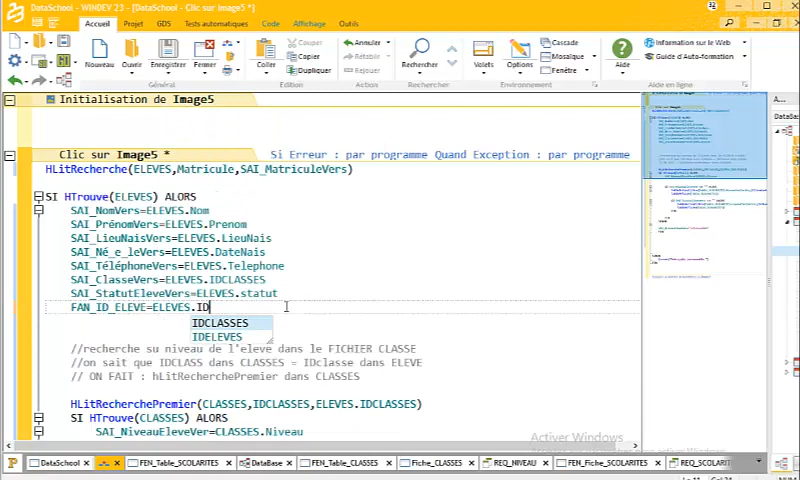 DataSchool - WINDEV 23 - [DataSchool - Clic sur Image5 *]
Accueil Projet GDS Tests automatiques Code Affichage Outils
Nouveau Ouvrir Enregistrer Fermer
Coller Couper Copier Dupliquer
Annuler Rétablir Rejouer
Rechercher
Volets Options Cascade Mosaïque Fenêtre
Aide Information sur le Web Guide d'Auto-formation
Général Edition Action Rechercher Environnement Aide en ligne
Initialisation de Image5
Clic sur Image5 * Si Erreur : par programme Quand Exception : par programme
HLitRecherche(ELEVES,Matricule,SAI_MatriculeVers)
SI HTrouve(ELEVES) ALORS
SAI_NomVers=ELEVES.Nom
SAI_PrénomVers=ELEVES.Prenom
SAI_LieuNaisVers=ELEVES.LieuNais
SAI_Né_e_leVers=ELEVES.DateNais
SAI_TéléphoneVers=ELEVES.Telephone
SAI_ClasseVers=ELEVES.IDCLASSES
SAI_StatutEleveVers=ELEVES.statut
FAN_ID_ELEVE=ELEVES.ID
IDCLASSES
IDELEVES
//recherche su niveau de l'eleve dans le FICHIER CLASSE
//on sait que IDCLASS dans CLASSES = IDclasse dans ELEVE
// ON FAIT : hLitRecherchePremier dans CLASSES
HLitRecherchePremier(CLASSES,IDCLASSES,ELEVES.IDCLASSES)
SI HTrouve(CLASSES) ALORS
SAI_NiveauEleveVer=CLASSES.Niveau
Activer Windows
DataBas
DataSchool FEN_Table_SCOLARITES DataBase FEN_Table_CLASSES Fiche_CLASSES REQ_NIVEAU FEN_Fiche_SCOLARITES REQ_SCOLARIT